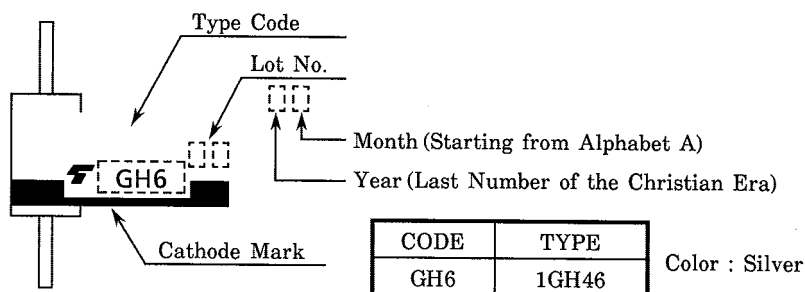 Type Code
Lot No.
Month (Starting from Alphabet A)
Year (Last Number of the Christian Era)
GH6
Cathode Mark
CODE TYPE
GH6 1GH46
Color : Silver